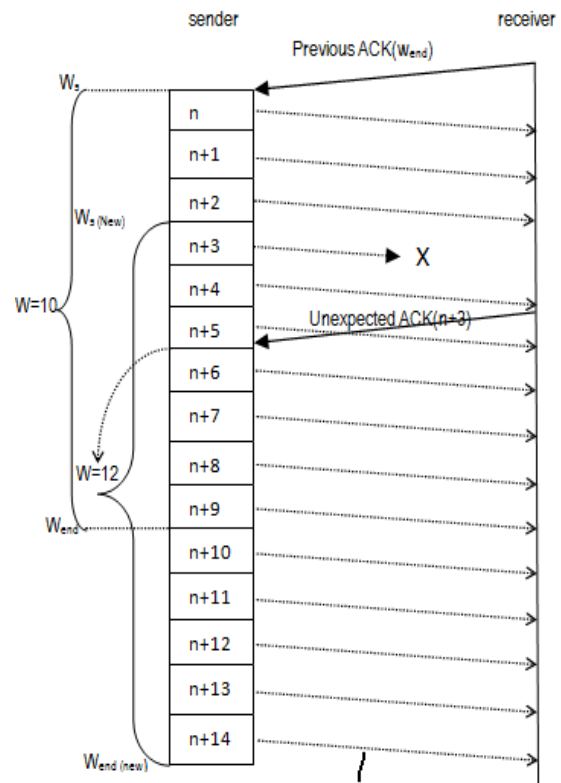 sender receiver
Previous ACK(wend)
Ws
n
n+1
n+2
Ws (New)
n+3
X
n+4
W=10
Unexpected ACK(n+3)
n+5
n+6
n+7
n+8
W=12
n+9
Wend
n+10
n+11
n+12
n+13
n+14
Wend (new)